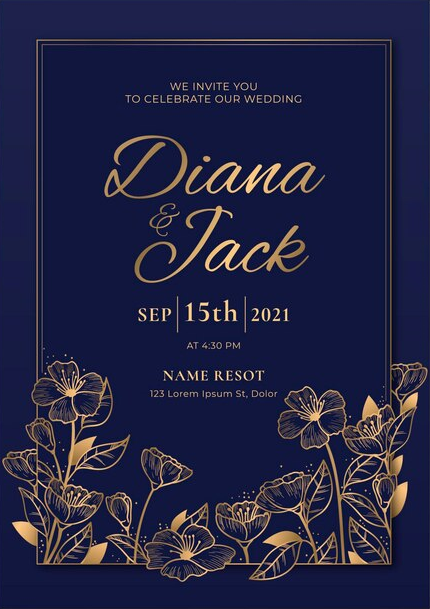 WE INVITE YOU
TO CELEBRATE OUR WEDDING
Diana
&
Jack
SEP 15th 2021
AT 4:30 PM
NAME RESOT
123 Lorem Ipsum St, Dolor